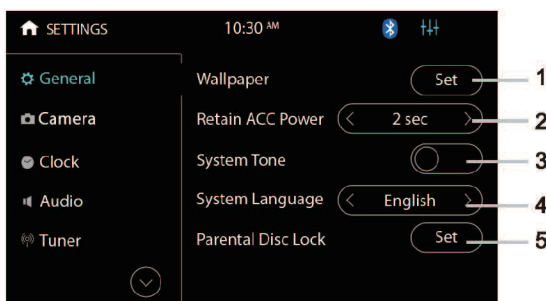 SETTINGS 10:30 AM
General
Camera
Clock
Audio
Tuner
Wallpaper Set 1
Retain ACC Power < 2 sec > 2
System Tone 3
System Language < English > 4
Parental Disc Lock Set 5